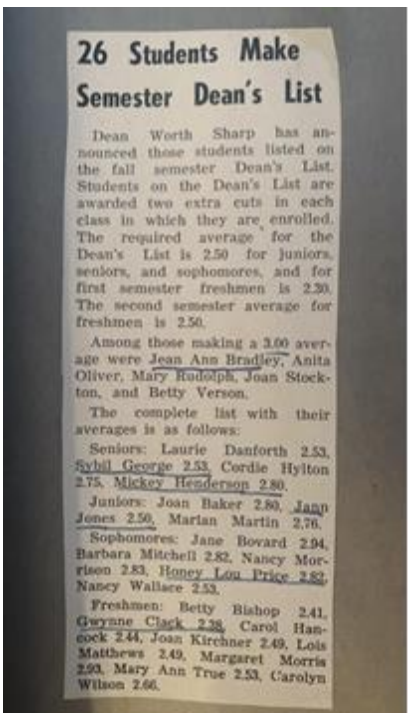 26 Students Make
Semester Dean's List
Dean Worth Sharp has an-
nounced those students listed on
the fall semester Dean's List.
Students on the Dean's List are
awarded two extra cuts in each
class in which they are enrolled.
The required average for the
Dean's List is 2.50 for juniors,
seniors, and sophomores, and for
first semester freshmen is 2.30.
The second semester average for
freshmen is 2.50.
Among those making a 3.00 aver-
age were Jean Ann Bradley, Anita
Oliver, Mary Rudolph, Joan Stock-
ton, and Betty Verson.
The complete list with their
averages is as follows:
Seniors: Laurie Danforth 2.53,
Sybil George 2.53, Cordie Hylton
2.75, Mickey Henderson 2.80.
Juniors: Joan Baker 2.80, Jann
Jones 2.50, Marian Martin 2.76.
Sophomores: Jane Bovard 2.94,
Barbara Mitchell 2.82, Nancy Mor-
rison 2.83, Honey Lou Price 2.82,
Nancy Wallace 2.53.
Freshmen: Betty Bishop 2.41,
Gwynne Clack 2.38, Carol Han-
cock 2.44, Joan Kirchner 2.49, Lois
Matthews 2.49, Margaret Morris
2.93, Mary Ann True 2.53, Carolyn
Wilson 2.66.